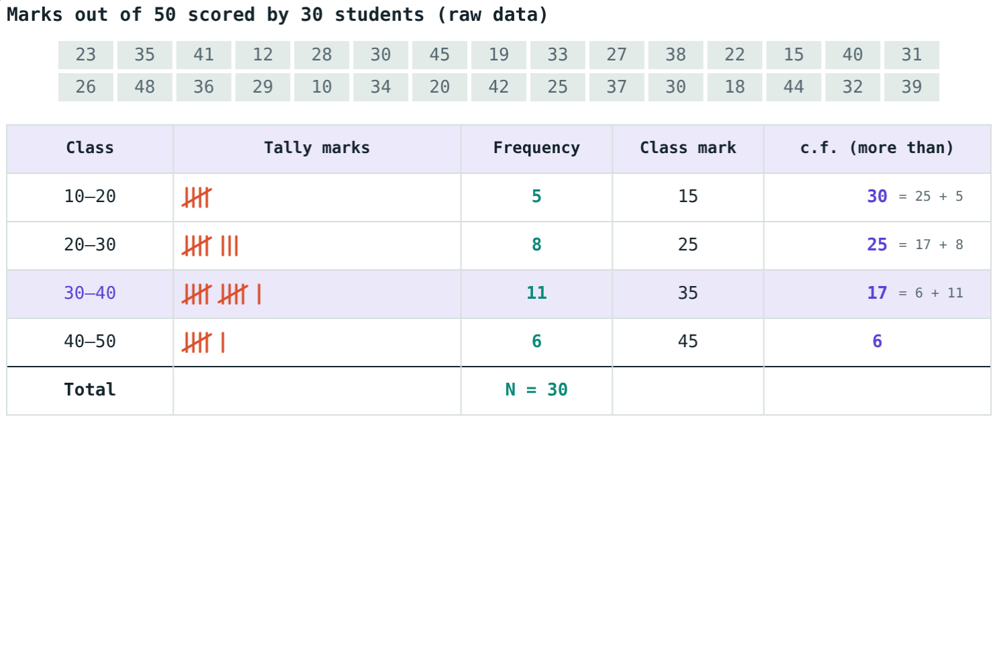 Marks out of 50 scored by 30 students (raw data)
23 35 41 12 28 30 45 19 33 27 38 22 15 40 31
26 48 36 29 10 34 20 42 25 37 30 18 44 32 39
Class Tally marks Frequency Class mark c.f. (more than)
10–20 5 15 30 = 25 + 5
20–30 8 25 25 = 17 + 8
30–40 11 35 17 = 6 + 11
40–50 6 45 6
Total N = 30